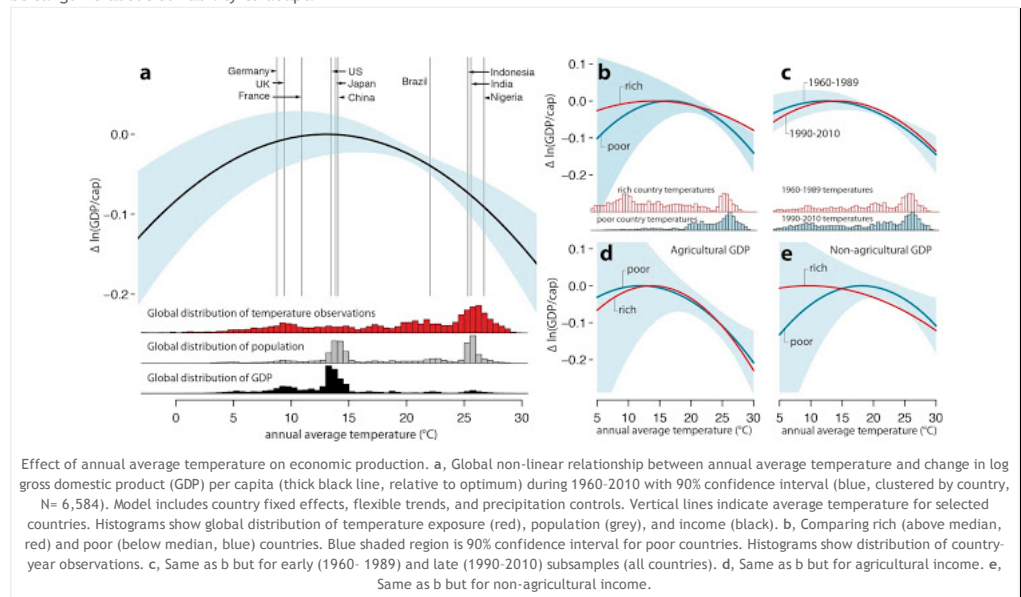 a
Germany
UK
France
US
Japan
China
Brazil
Indonesia
India
Nigeria
Δ ln(GDP/cap)
0.0
−0.1
−0.2
Global distribution of temperature observations
Global distribution of population
Global distribution of GDP
0 5 10 15 20 25 30
annual average temperature (°C)
b
rich
poor
Δ ln(GDP/cap)
0.1
0.0
−0.1
−0.2
rich country temperatures
poor country temperatures
c
1960-1989
1990-2010
1960-1989 temperatures
1990-2010 temperatures
d
Agricultural GDP
poor
rich
Δ ln(GDP/cap)
0.1
0.0
−0.1
−0.2
5 10 15 20 25 30
annual average temperature (°C)
e
Non-agricultural GDP
rich
poor
5 10 15 20 25 30
annual average temperature (°C)
Effect of annual average temperature on economic production. a, Global non-linear relationship between annual average temperature and change in log
gross domestic product (GDP) per capita (thick black line, relative to optimum) during 1960-2010 with 90% confidence interval (blue, clustered by country,
N= 6,584). Model includes country fixed effects, flexible trends, and precipitation controls. Vertical lines indicate average temperature for selected
countries. Histograms show global distribution of temperature exposure (red), population (grey), and income (black). b, Comparing rich (above median,
red) and poor (below median, blue) countries. Blue shaded region is 90% confidence interval for poor countries. Histograms show distribution of country-
year observations. c, Same as b but for early (1960- 1989) and late (1990-2010) subsamples (all countries). d, Same as b but for agricultural income. e,
Same as b but for non-agricultural income.